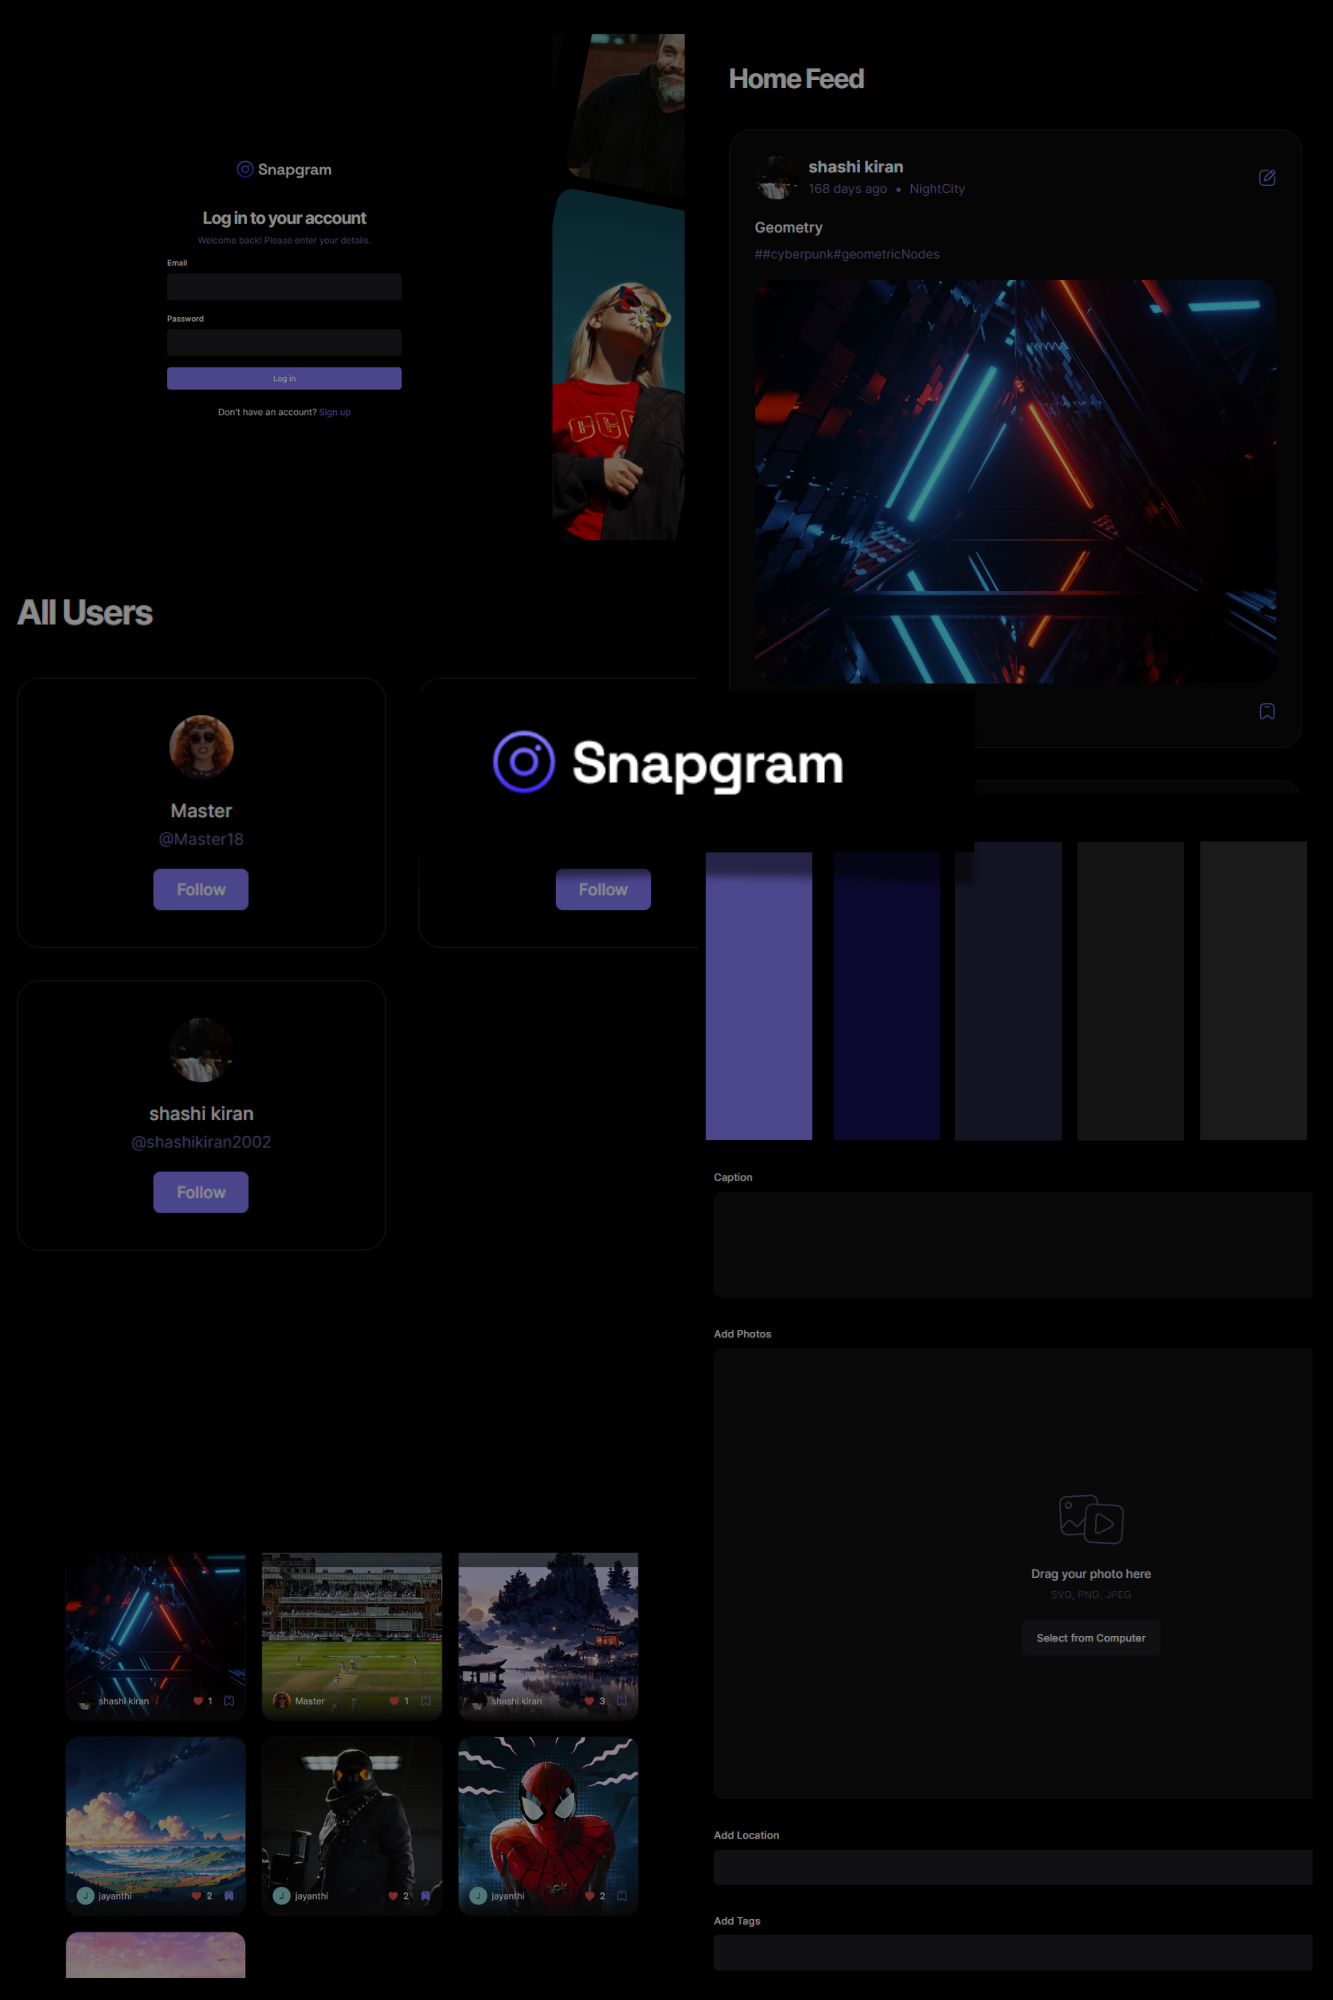 Snapgram
Log in to your account
Welcome back! Please enter your details.
Email
Password
Log in
Don't have an account? Sign up
Home Feed
shashi kiran
168 days ago • NightCity
Geometry
##cyberpunk#geometricNodes
All Users
Master
@Master18
Follow
Follow
shashi kiran
@shashikiran2002
Follow
Snapgram
Caption
Add Photos
Drag your photo here
SVG, PNG, JPEG
Select from Computer
Add Location
Add Tags
shashi kiran 1
Master 1
shashi kiran 3
J jayanthi 2
J jayanthi 2
J jayanthi 2